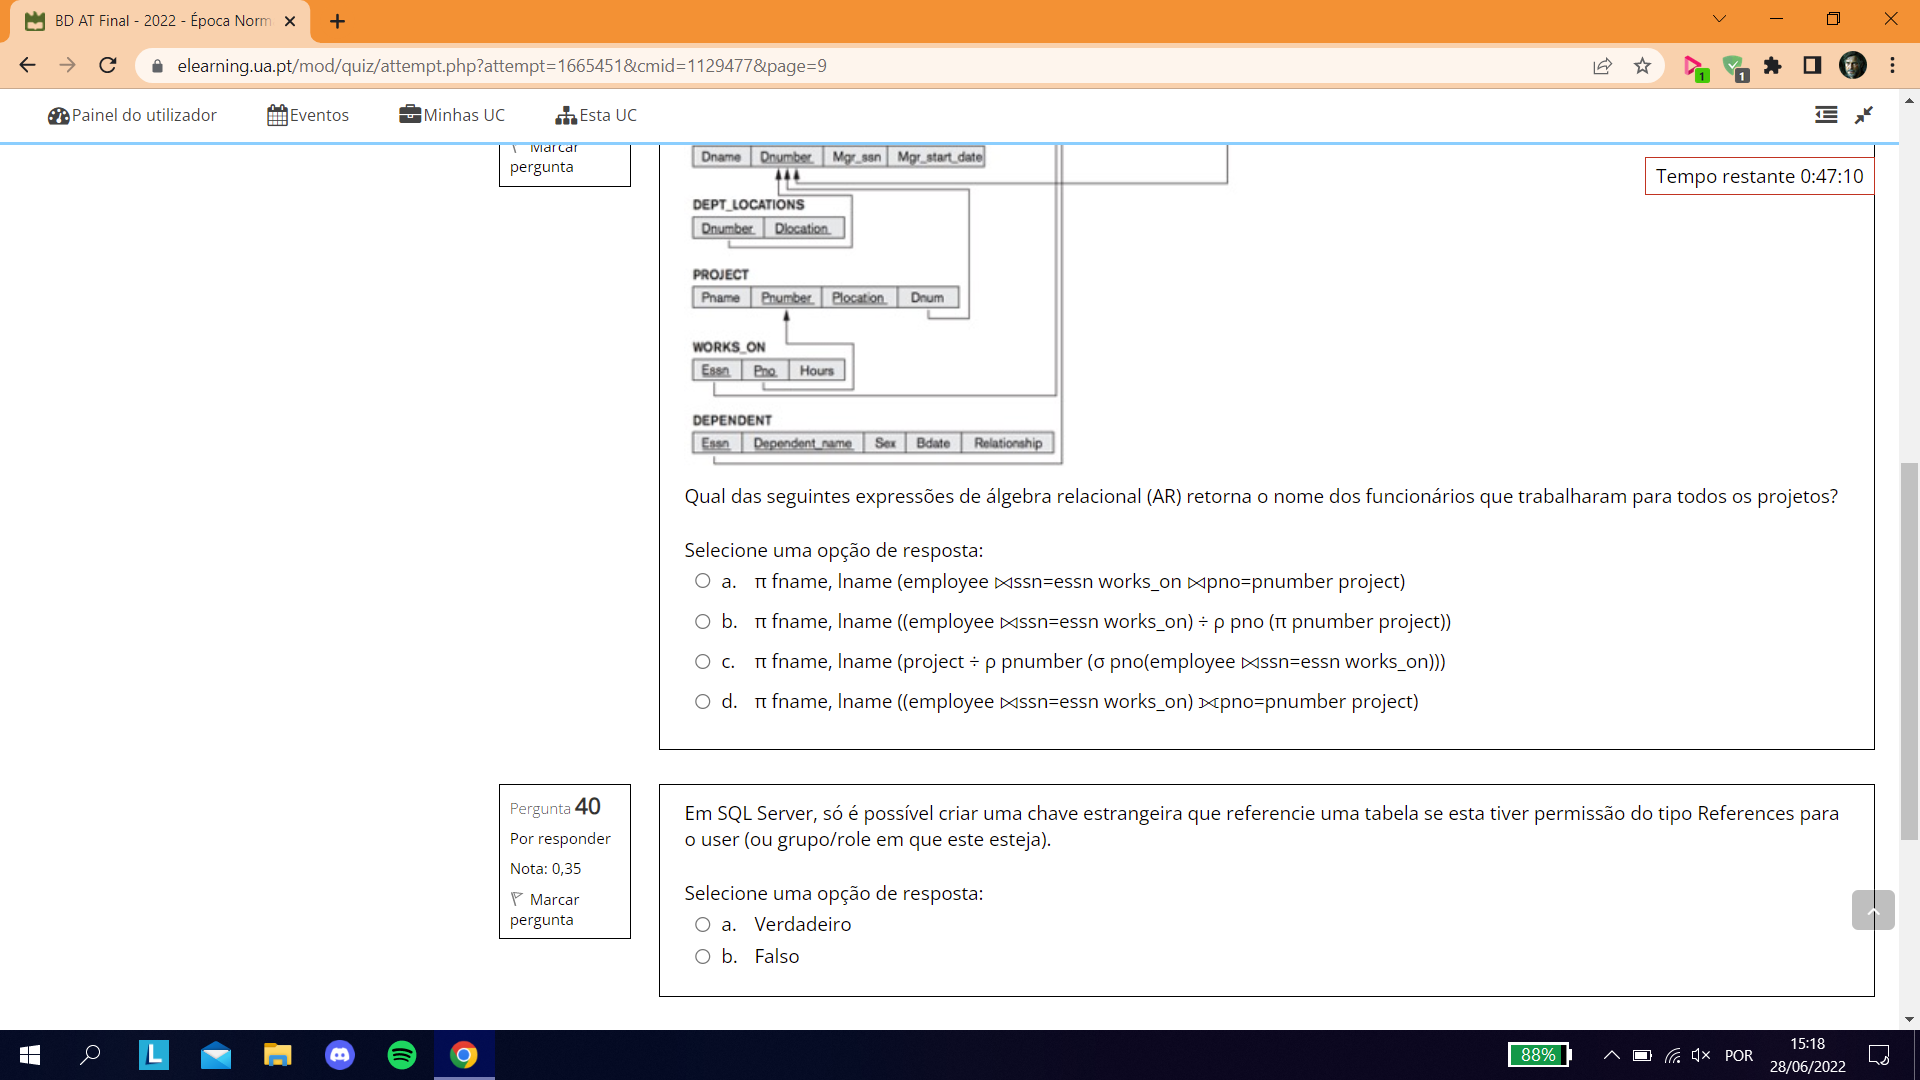 BD AT Final - 2022 - Época Norm
elearning.ua.pt/mod/quiz/attempt.php?attempt=1665451&cmid=1129477&page=9
1
1
Painel do utilizador
Eventos
Minhas UC
Esta UC
Marcar
pergunta
Tempo restante 0:47:10
Dname Dnumber Mgr_ssn Mgr_start_date
DEPT_LOCATIONS
Dnumber Dlocation
PROJECT
Pname Pnumber Plocation Dnum
WORKS_ON
Essn Pno Hours
DEPENDENT
Essn Dependent_name Sex Bdate Relationship
Qual das seguintes expressões de álgebra relacional (AR) retorna o nome dos funcionários que trabalharam para todos os projetos?
Selecione uma opção de resposta:
a. π fname, lname (employee ⋈ssn=essn works_on ⋈pno=pnumber project)
b. π fname, lname ((employee ⋈ssn=essn works_on) ÷ ρ pno (π pnumber project))
c. π fname, lname (project ÷ ρ pnumber (σ pno(employee ⋈ssn=essn works_on)))
d. π fname, lname ((employee ⋈ssn=essn works_on) ⟖pno=pnumber project)
Pergunta 40
Por responder
Nota: 0,35
Marcar
pergunta
Em SQL Server, só é possível criar uma chave estrangeira que referencie uma tabela se esta tiver permissão do tipo References para
o user (ou grupo/role em que este esteja).
Selecione uma opção de resposta:
a. Verdadeiro
b. Falso
L
88%
POR
15:18
28/06/2022